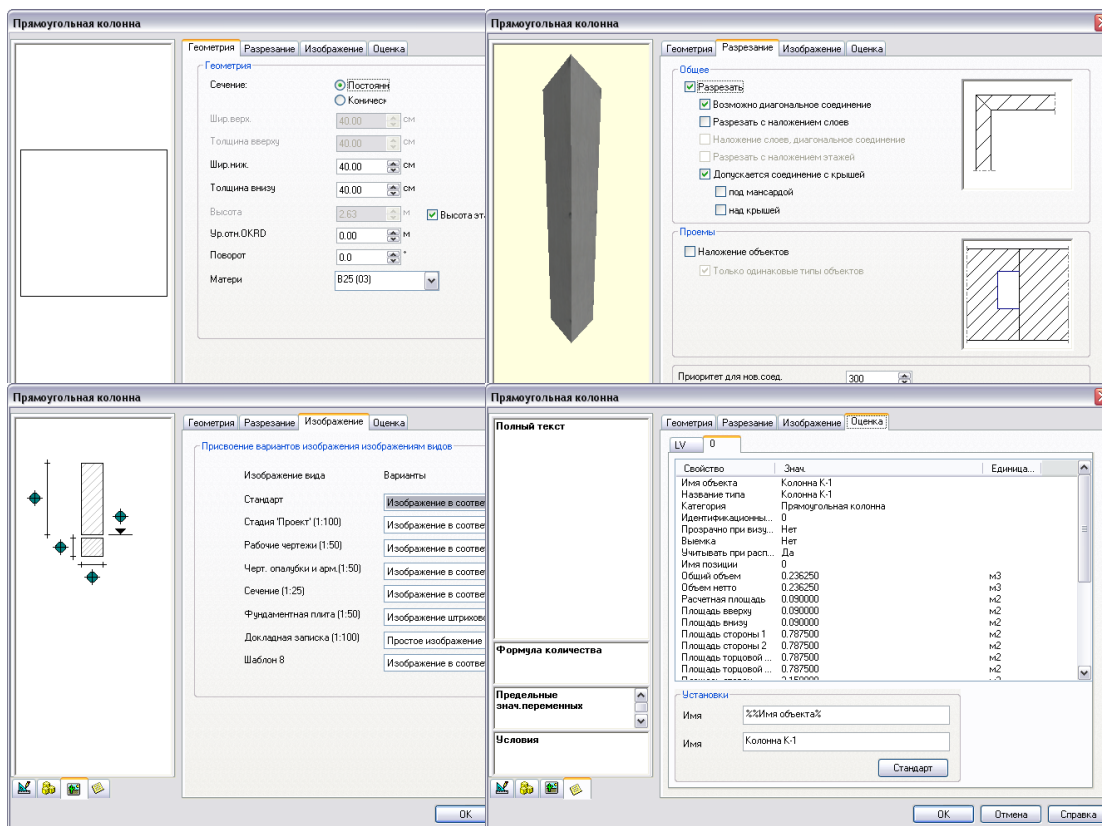 Прямоугольная колонна
Геометрия Разрезание Изображение Оценка
Геометрия
Сечение: Постоянн
Коническ
Шир.верх. 40.00 см
Толщина вверху 40.00 см
Шир.ниж. 40.00 см
Толщина внизу 40.00 см
Высота 2.63 м Высота эта
Ур.отн.OKRD 0.00 м
Поворот 0.0 °
Матери B25 (03)
Прямоугольная колонна
Геометрия Разрезание Изображение Оценка
Общее
Разрезать
Возможно диагональное соединение
Разрезать с наложением слоев
Наложение слоев, диагональное соединение
Разрезать с наложением этажей
Допускается соединение с крышей
под мансардой
над крышей
Проемы
Наложение объектов
Только одинаковые типы объектов
Приоритет для нов.соед. 300
Прямоугольная колонна
Геометрия Разрезание Изображение Оценка
Присвоение вариантов изображения изображениям видов
Изображение вида Варианты
Стандарт Изображение в соотве
Стадия 'Проект' (1:100) Изображение в соотве
Рабочие чертежи (1:50) Изображение в соотве
Черт. опалубки и арм.(1:50) Изображение в соотве
Сечение (1:25) Изображение в соотве
Фундаментная плита (1:50) Изображение штрихово
Докладная записка (1:100) Простое изображение
Шаблон 8 Изображение в соотве
OK
Прямоугольная колонна
Полный текст
Формула количества
Предельные
знач.переменных
Условия
Геометрия Разрезание Изображение Оценка
LV 0
Свойство Знач. Единица...
Имя объекта Колонна К-1
Название типа Колонна К-1
Категория Прямоугольная колонна
Идентификационны... 0
Прозрачно при визу... Нет
Выемка Нет
Учитывать при расп... Да
Имя позиции 0
Общий объем 0.236250 м3
Объем нетто 0.236250 м3
Расчетная площадь 0.090000 м2
Площадь вверху 0.090000 м2
Площадь внизу 0.090000 м2
Площадь стороны 1 0.787500 м2
Площадь стороны 2 0.787500 м2
Площадь торцовой ... 0.787500 м2
Площадь торцовой ... 0.787500 м2
Установки
Имя %%Имя объекта%
Имя Колонна К-1
Стандарт
OK Отмена Справка